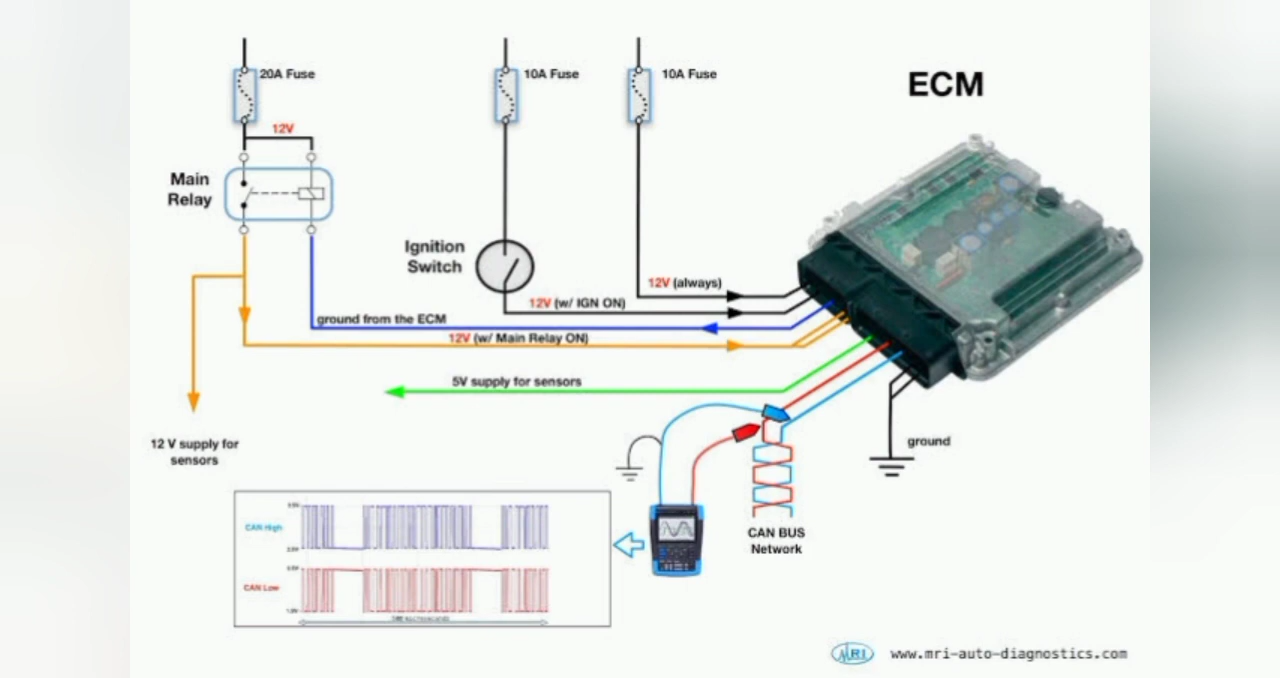 20A Fuse
10A Fuse
10A Fuse
ECM
12V
Main
Relay
Ignition
Switch
12V (always)
12V (w/ IGN ON)
ground from the ECM
12V (w/ Main Relay ON)
5V supply for sensors
12 V supply for
sensors
ground
CAN High
CAN Low
CAN BUS
Network
MRI
www.mri-auto-diagnostics.com